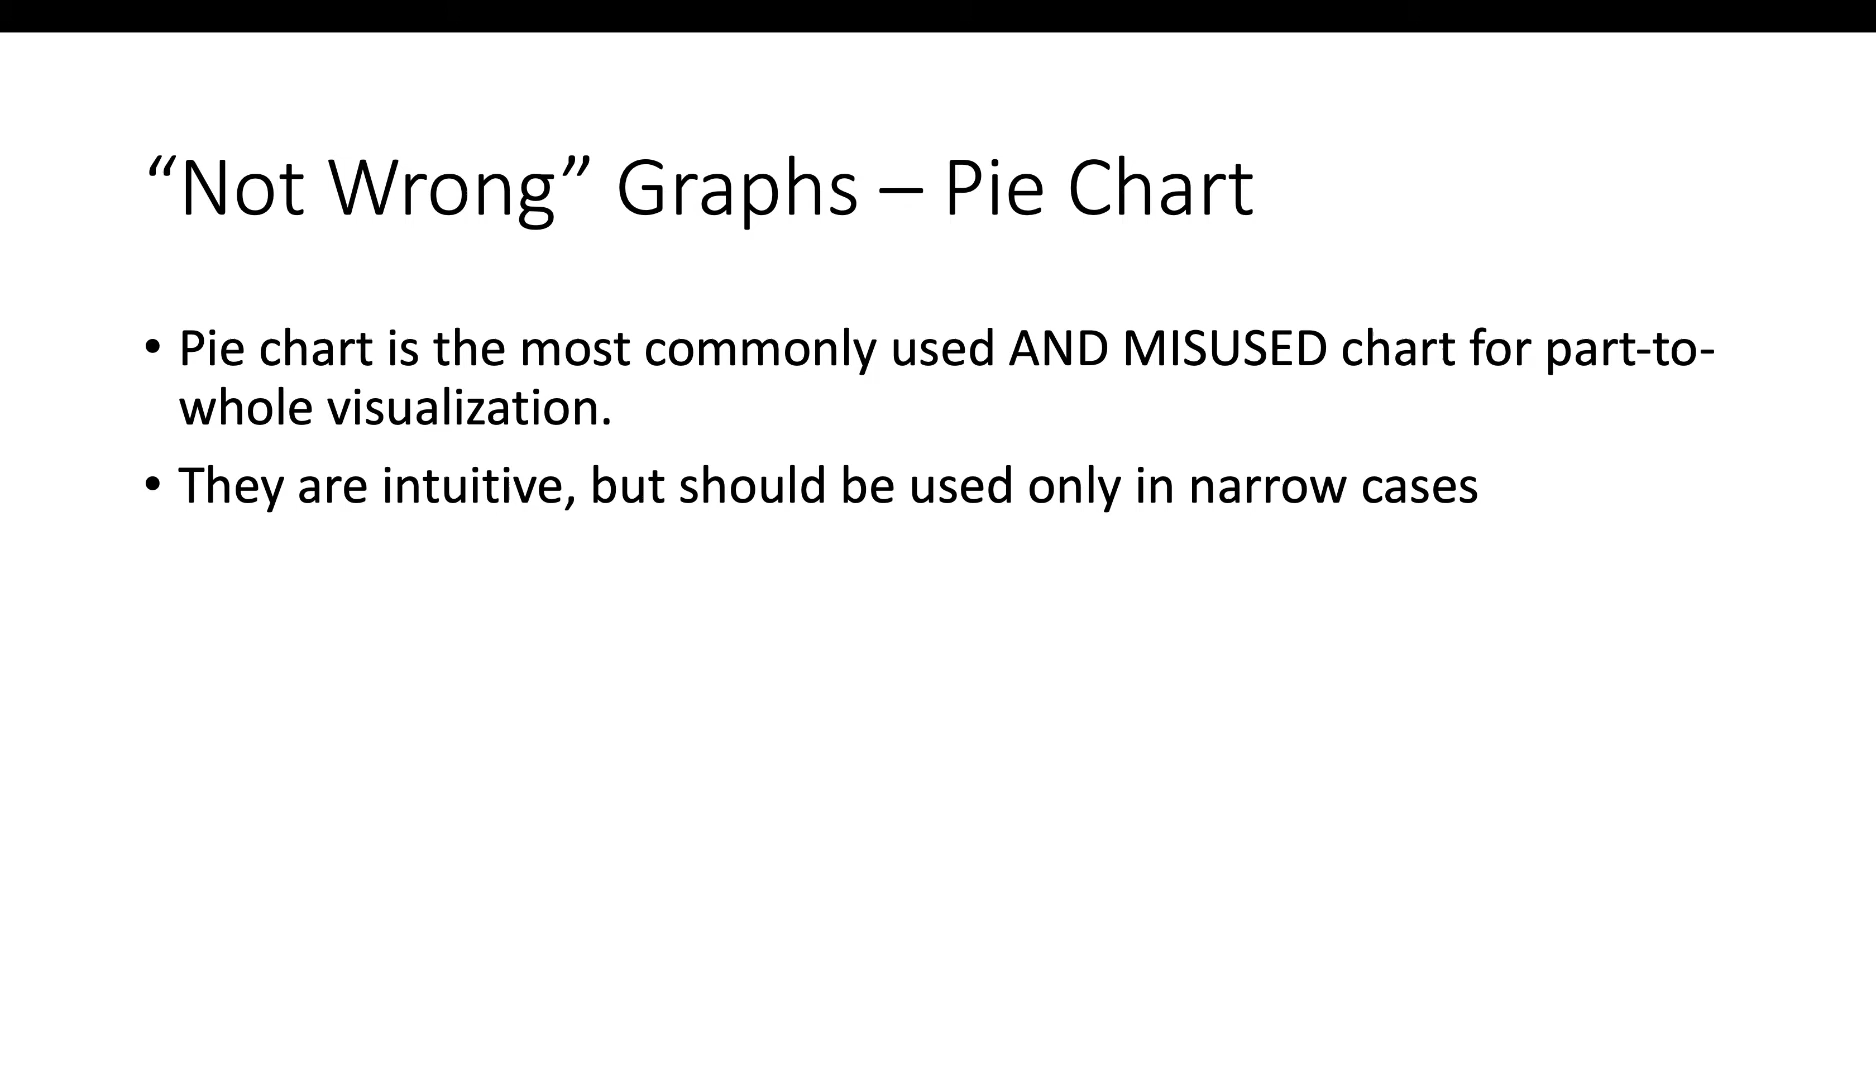 “Not Wrong” Graphs – Pie Chart
• Pie chart is the most commonly used AND MISUSED chart for part-to-
whole visualization.
• They are intuitive, but should be used only in narrow cases